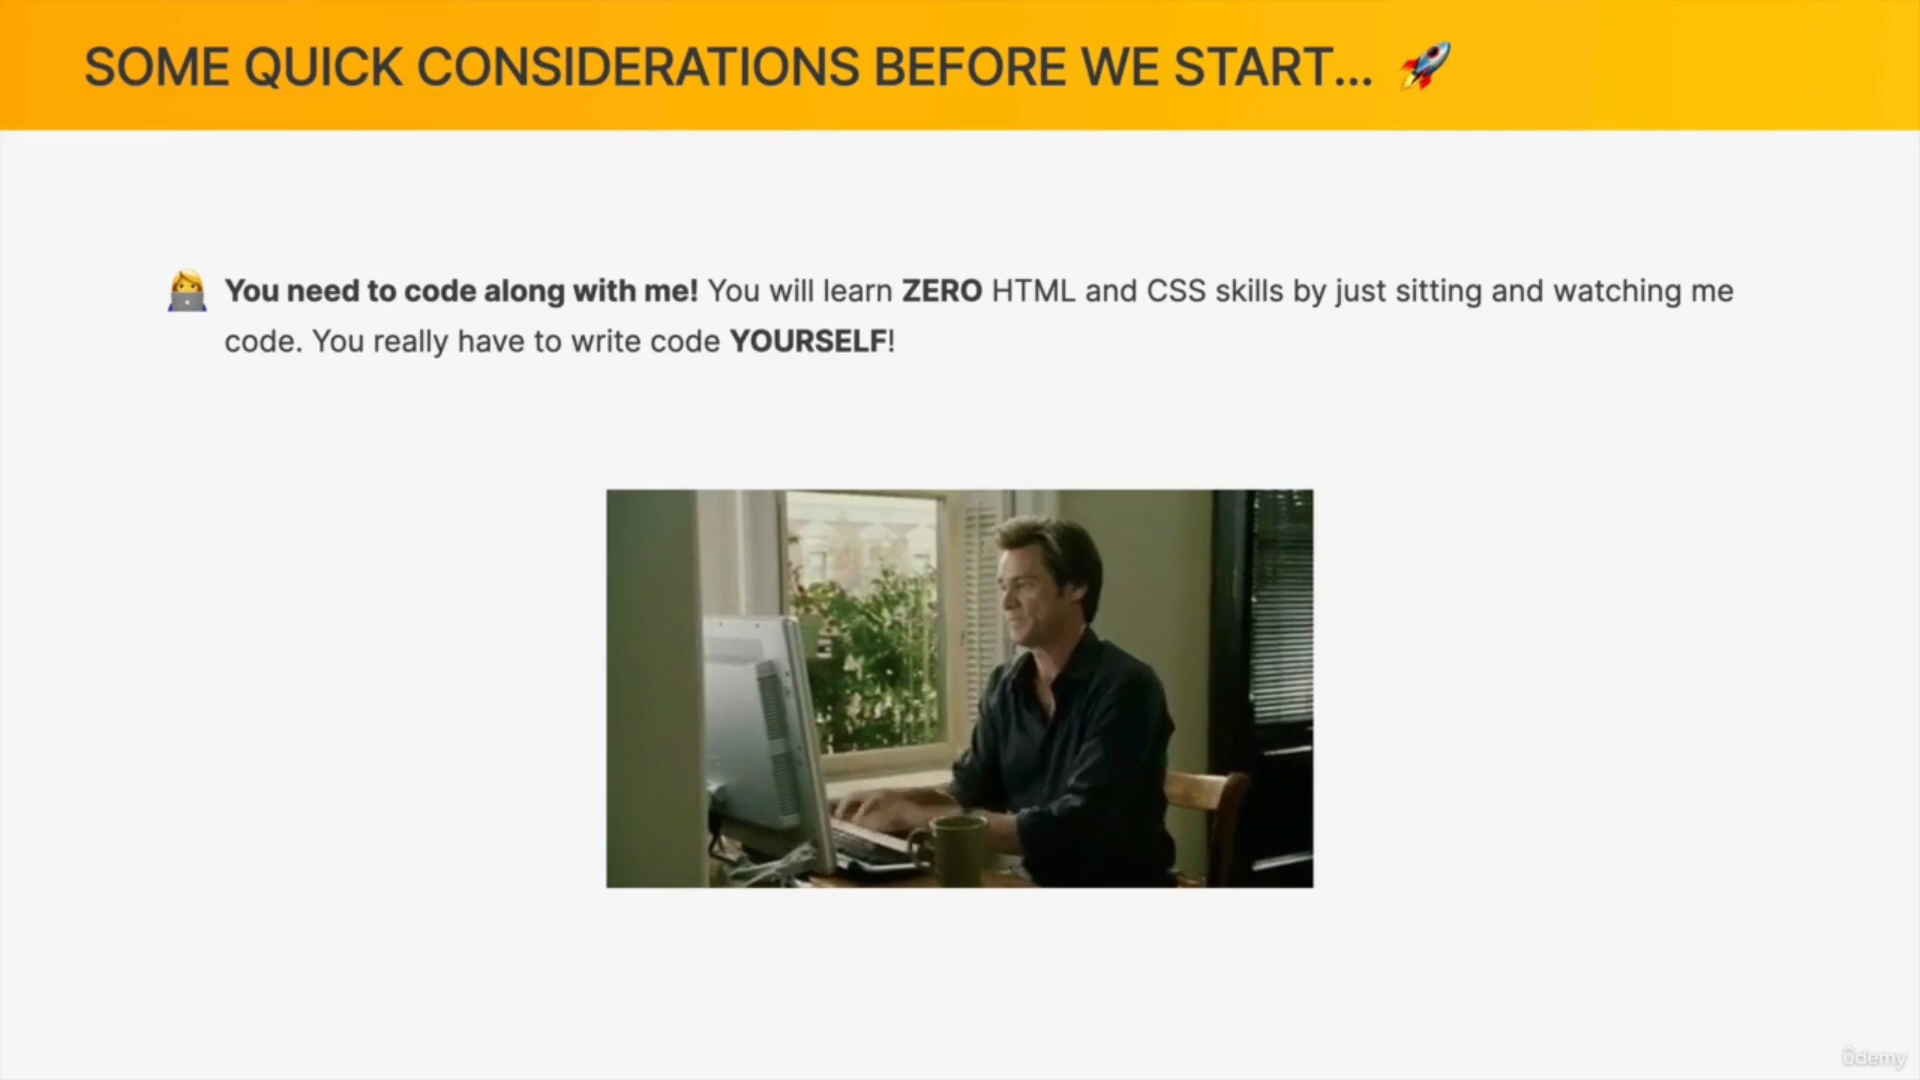 SOME QUICK CONSIDERATIONS BEFORE WE START... 🚀
👩‍💻 You need to code along with me! You will learn ZERO HTML and CSS skills by just sitting and watching me
code. You really have to write code YOURSELF!
ûdemy